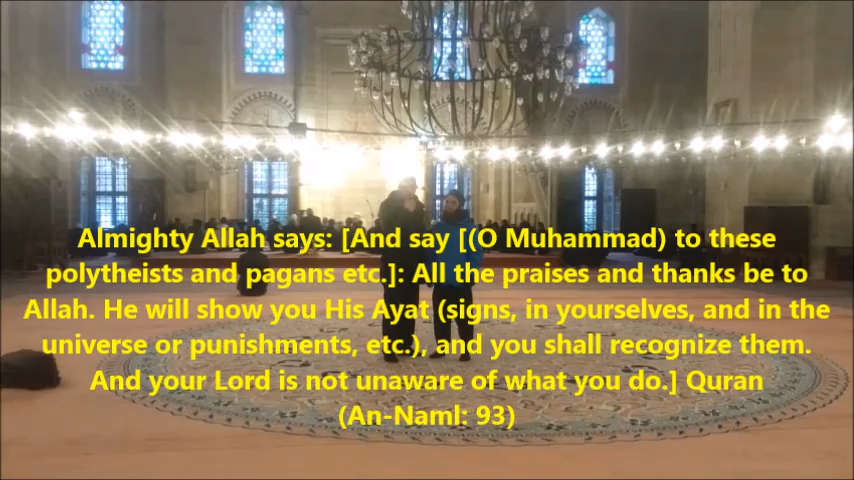 Almighty Allah says: [And say [(O Muhammad) to these
polytheists and pagans etc.]: All the praises and thanks be to
Allah. He will show you His Ayat (signs, in yourselves, and in the
universe or punishments, etc.), and you shall recognize them.
And your Lord is not unaware of what you do.] Quran
(An-Naml: 93)